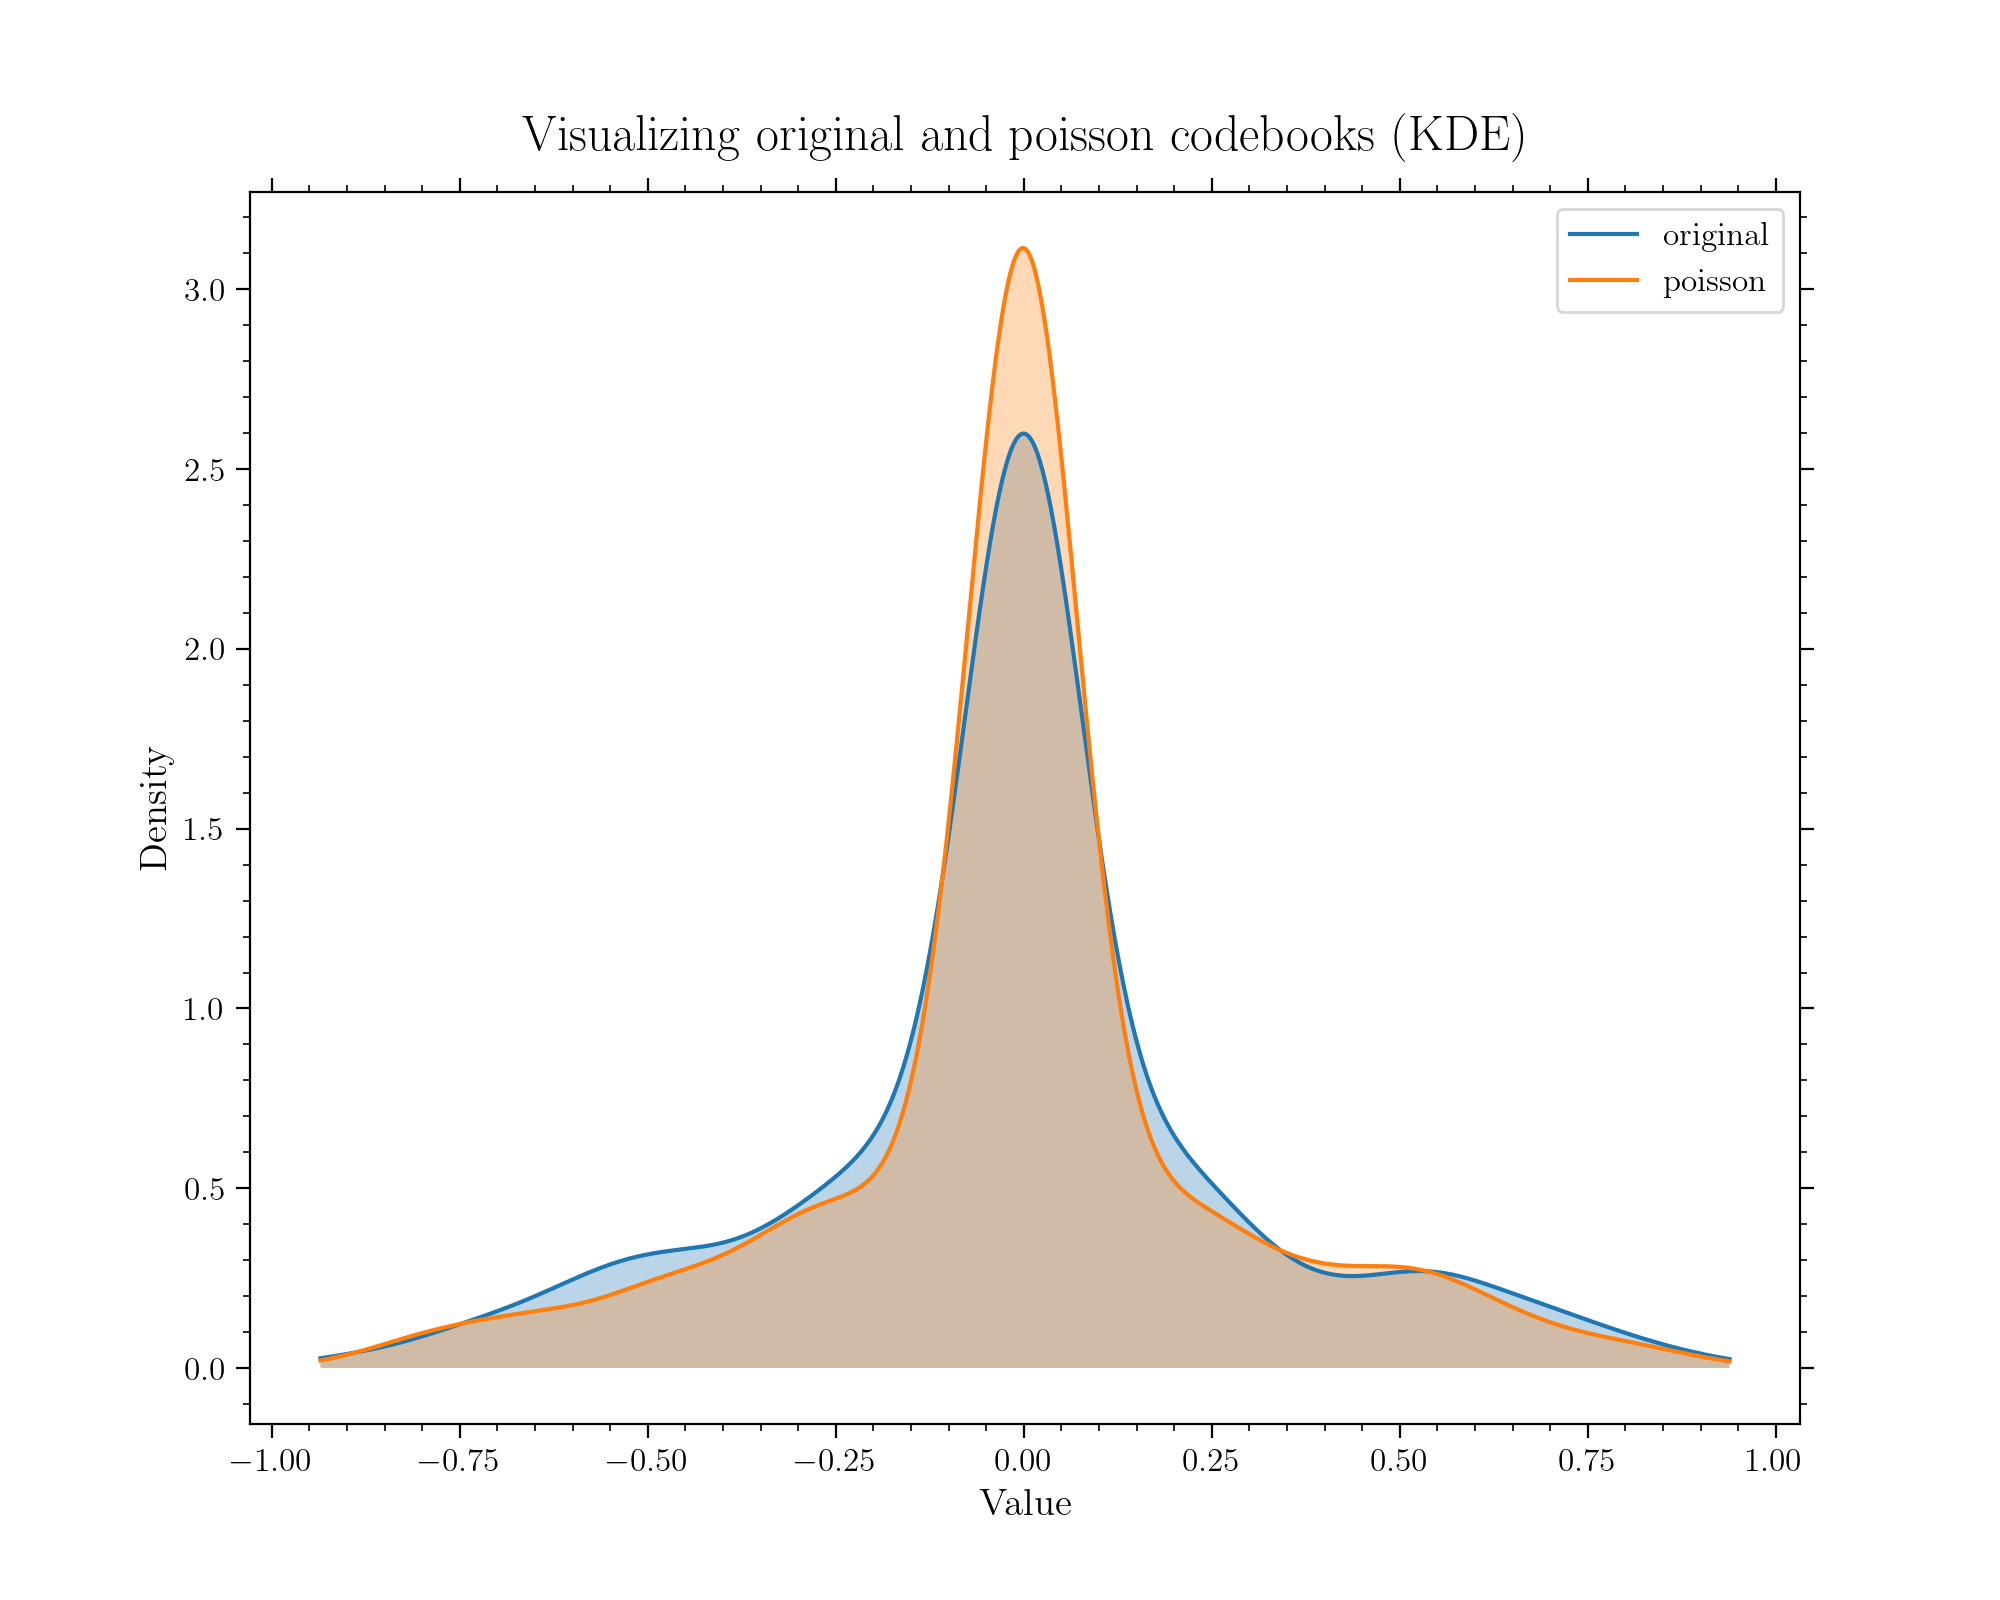 Visualizing original and poisson codebooks (KDE)
original
poisson
3.0
2.5
2.0
1.5
1.0
0.5
0.0
Density
−1.00 −0.75 −0.50 −0.25 0.00 0.25 0.50 0.75 1.00
Value